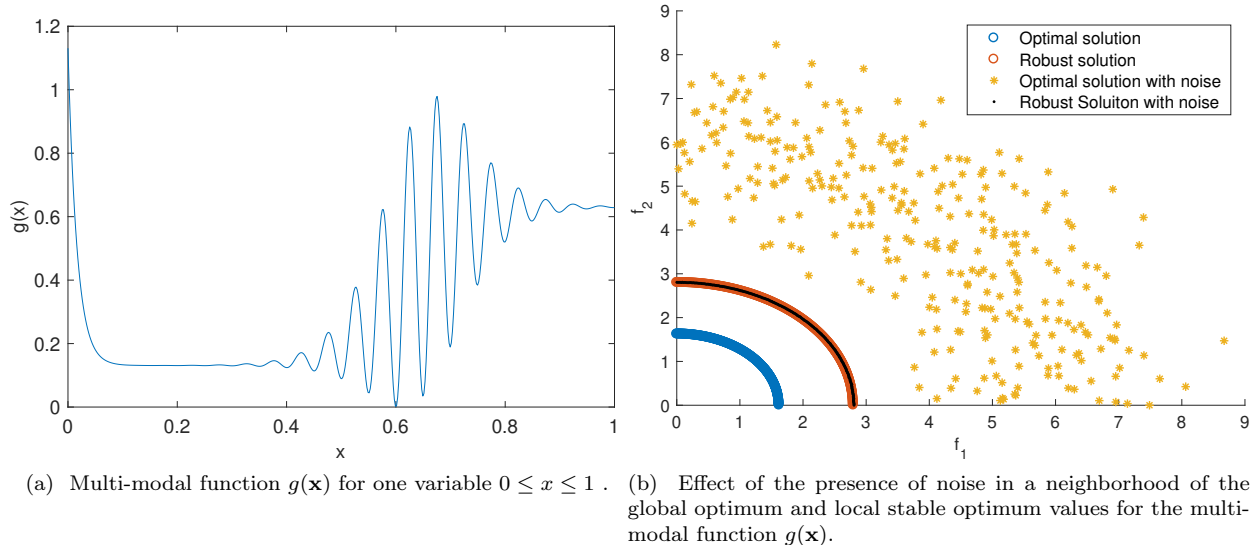 1.2
1
0.8
0.6
0.4
0.2
0
g(x)
0 0.2 0.4 0.6 0.8 1
x
9
8
7
6
5
4
3
2
1
0
f2
0 1 2 3 4 5 6 7 8 9
f1
Optimal solution
Robust solution
Optimal solution with noise
Robust Soluiton with noise
(a) Multi-modal function g(x) for one variable 0 ≤ x ≤ 1 .
(b) Effect of the presence of noise in a neighborhood of the
global optimum and local stable optimum values for the multi-
modal function g(x).